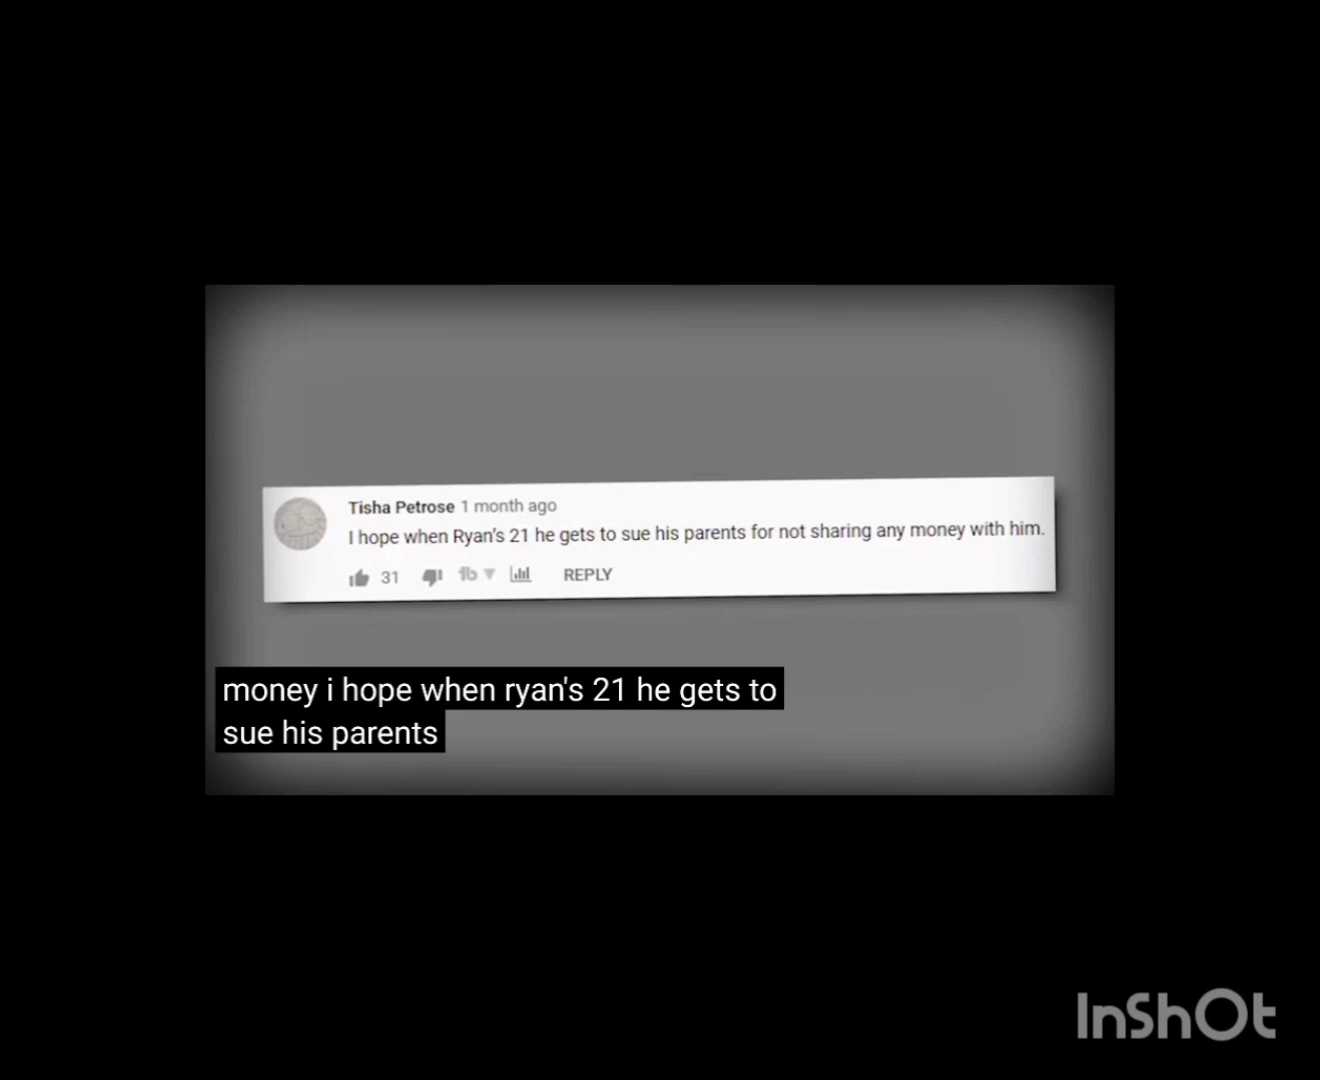 Tisha Petrose 1 month ago
I hope when Ryan's 21 he gets to sue his parents for not sharing any money with him.
31 REPLY
money i hope when ryan's 21 he gets to
sue his parents
InShOt